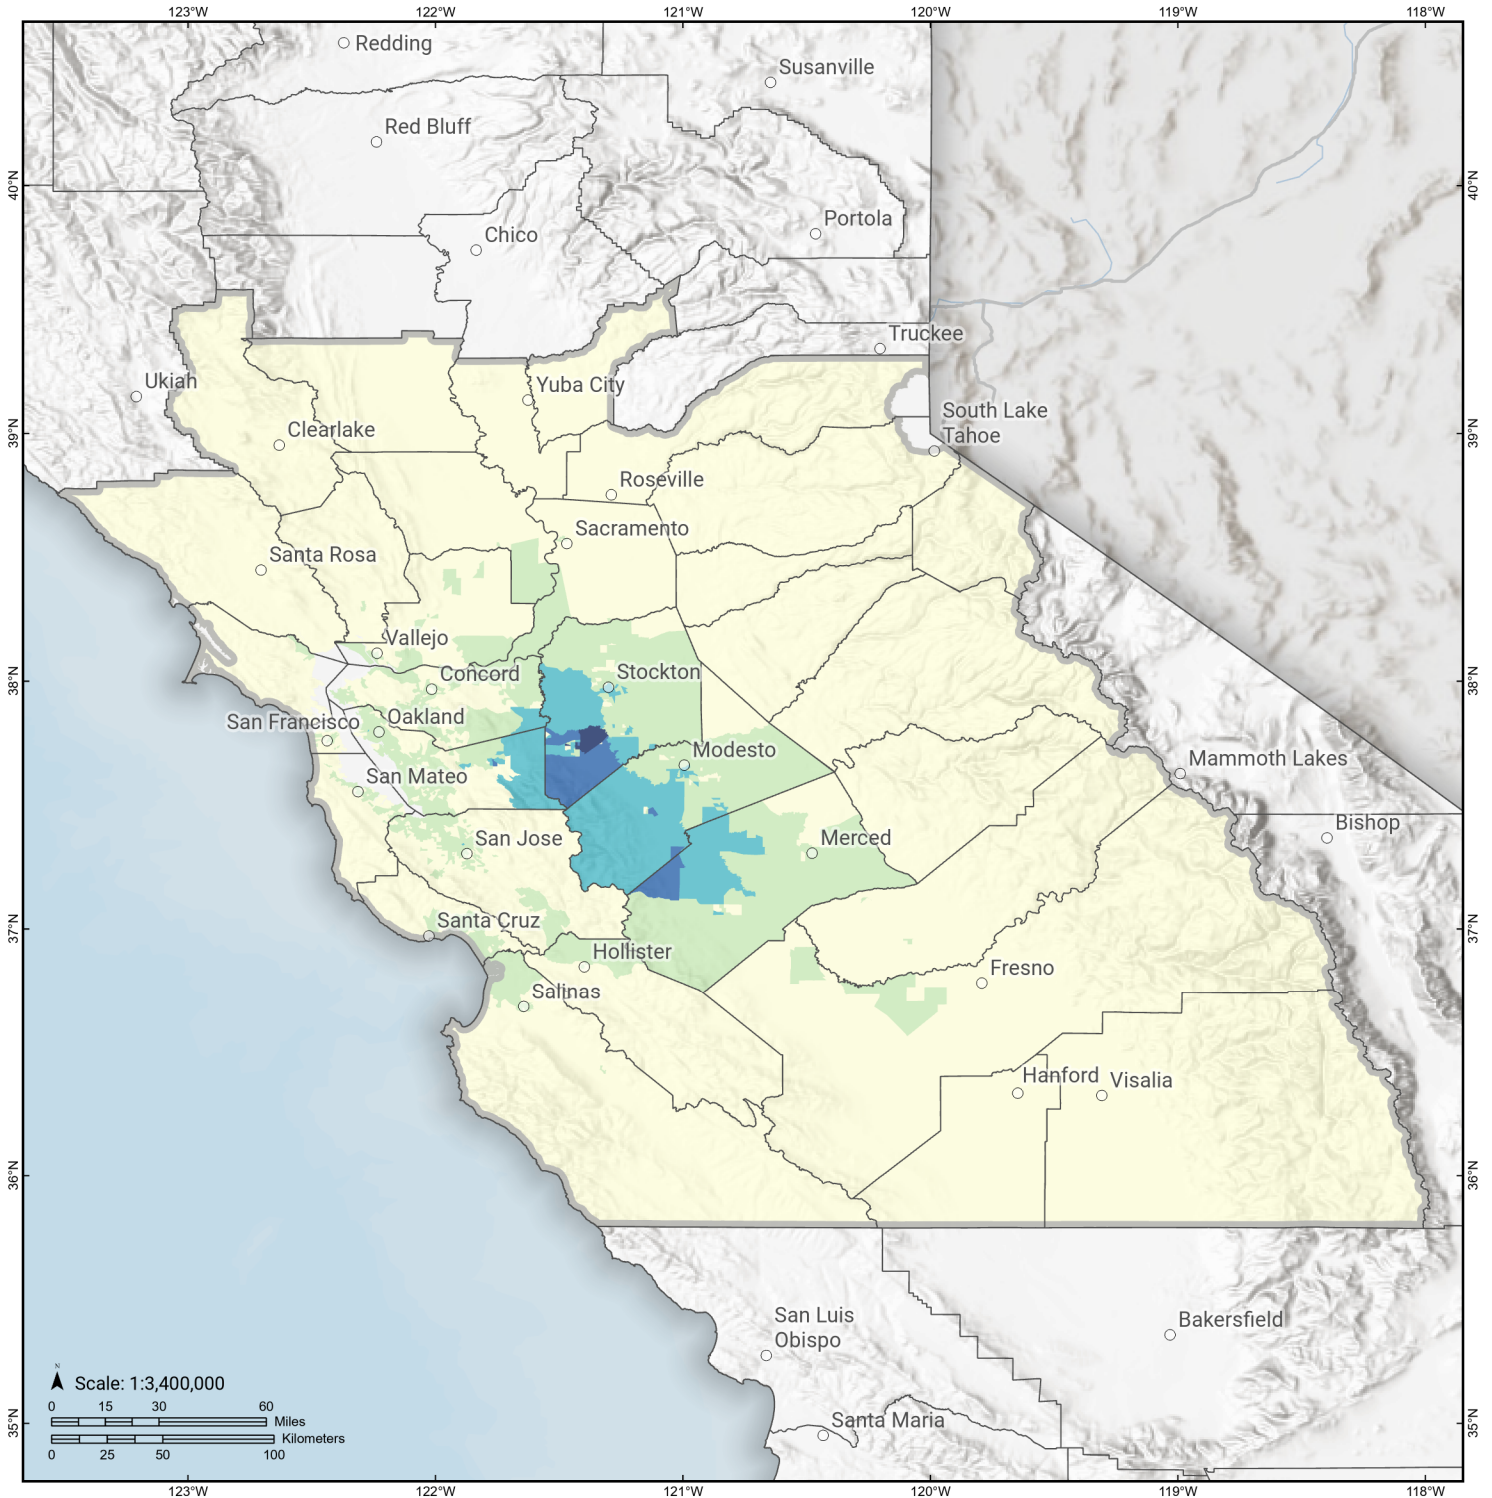 123°W
122°W
121°W
120°W
119°W
118°W
Redding
Susanville
Red Bluff
40°N
40°N
Portola
Chico
Truckee
Ukiah
Yuba City
South Lake
Tahoe
Clearlake
39°N
39°N
Roseville
Sacramento
Santa Rosa
Vallejo
Concord
Stockton
38°N
38°N
San Francisco
Oakland
Modesto
Mammoth Lakes
San Mateo
Bishop
San Jose
Merced
Santa Cruz
37°N
37°N
Hollister
Fresno
Salinas
Hanford
Visalia
36°N
36°N
San Luis
Obispo
Bakersfield
N
Scale: 1:3,400,000
0 15 30 60
Miles
Kilometers
0 25 50 100
Santa Maria
35°N
35°N
123°W
122°W
121°W
120°W
119°W
118°W